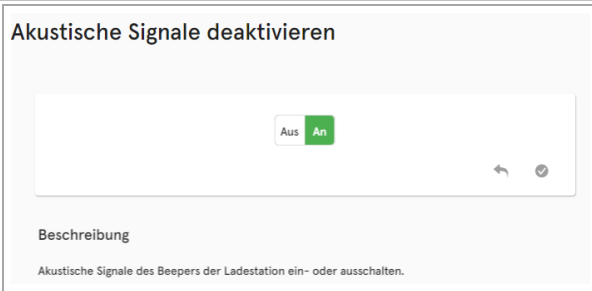 Akustische Signale deaktivieren
Aus An
Beschreibung
Akustische Signale des Beepers der Ladestation ein- oder ausschalten.